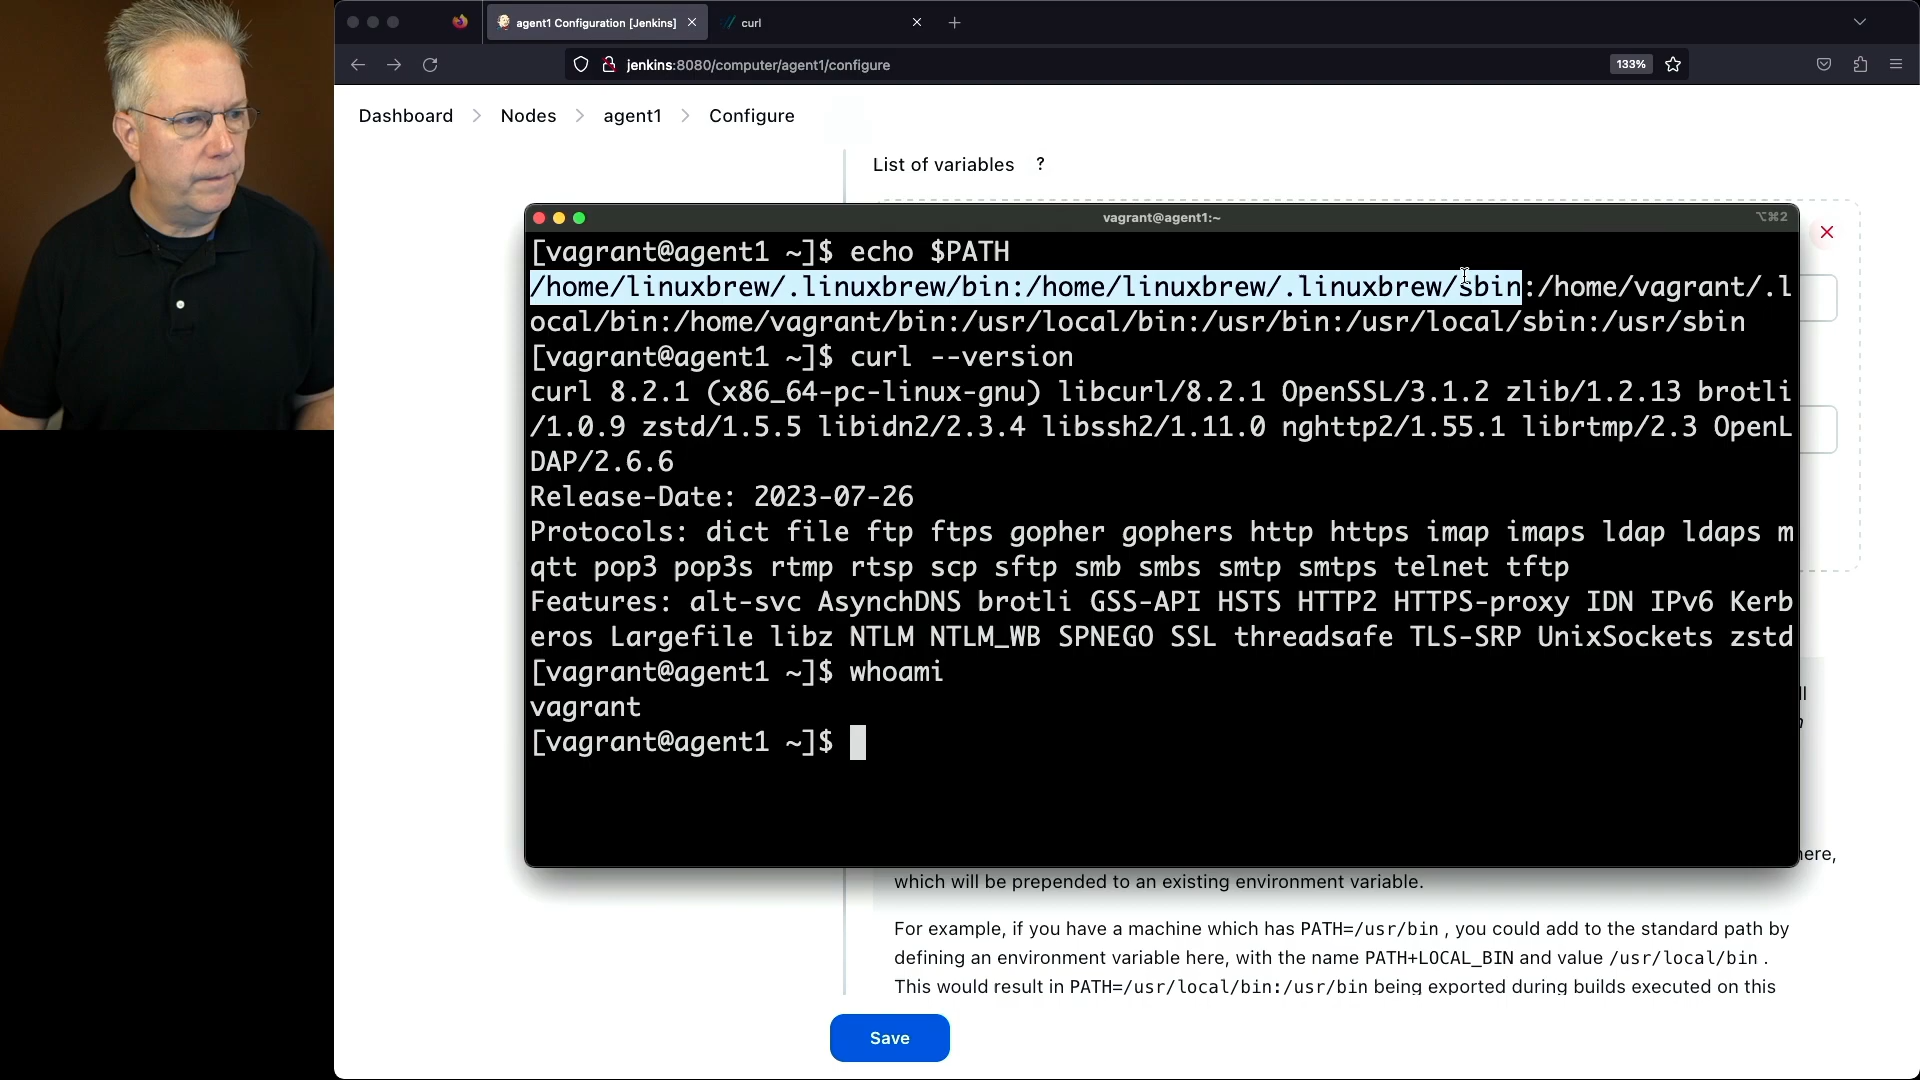 agent1 Configuration [Jenkins]
curl
jenkins:8080/computer/agent1/configure
133%
Dashboard > Nodes > agent1 > Configure
List of variables ?
vagrant@agent1:~
⌥⌘2
[vagrant@agent1 ~]$ echo $PATH
/home/linuxbrew/.linuxbrew/bin:/home/linuxbrew/.linuxbrew/sbin:/home/vagrant/.l
ocal/bin:/home/vagrant/bin:/usr/local/bin:/usr/bin:/usr/local/sbin:/usr/sbin
[vagrant@agent1 ~]$ curl --version
curl 8.2.1 (x86_64-pc-linux-gnu) libcurl/8.2.1 OpenSSL/3.1.2 zlib/1.2.13 brotli
/1.0.9 zstd/1.5.5 libidn2/2.3.4 libssh2/1.11.0 nghttp2/1.55.1 librtmp/2.3 OpenL
DAP/2.6.6
Release-Date: 2023-07-26
Protocols: dict file ftp ftps gopher gophers http https imap imaps ldap ldaps m
qtt pop3 pop3s rtmp rtsp scp sftp smb smbs smtp smtps telnet tftp
Features: alt-svc AsynchDNS brotli GSS-API HSTS HTTP2 HTTPS-proxy IDN IPv6 Kerb
eros Largefile libz NTLM NTLM_WB SPNEGO SSL threadsafe TLS-SRP UnixSockets zstd
[vagrant@agent1 ~]$ whoami
vagrant
[vagrant@agent1 ~]$
which will be prepended to an existing environment variable.
For example, if you have a machine which has PATH=/usr/bin , you could add to the standard path by
defining an environment variable here, with the name PATH+LOCAL_BIN and value /usr/local/bin .
This would result in PATH=/usr/local/bin:/usr/bin being exported during builds executed on this
Save